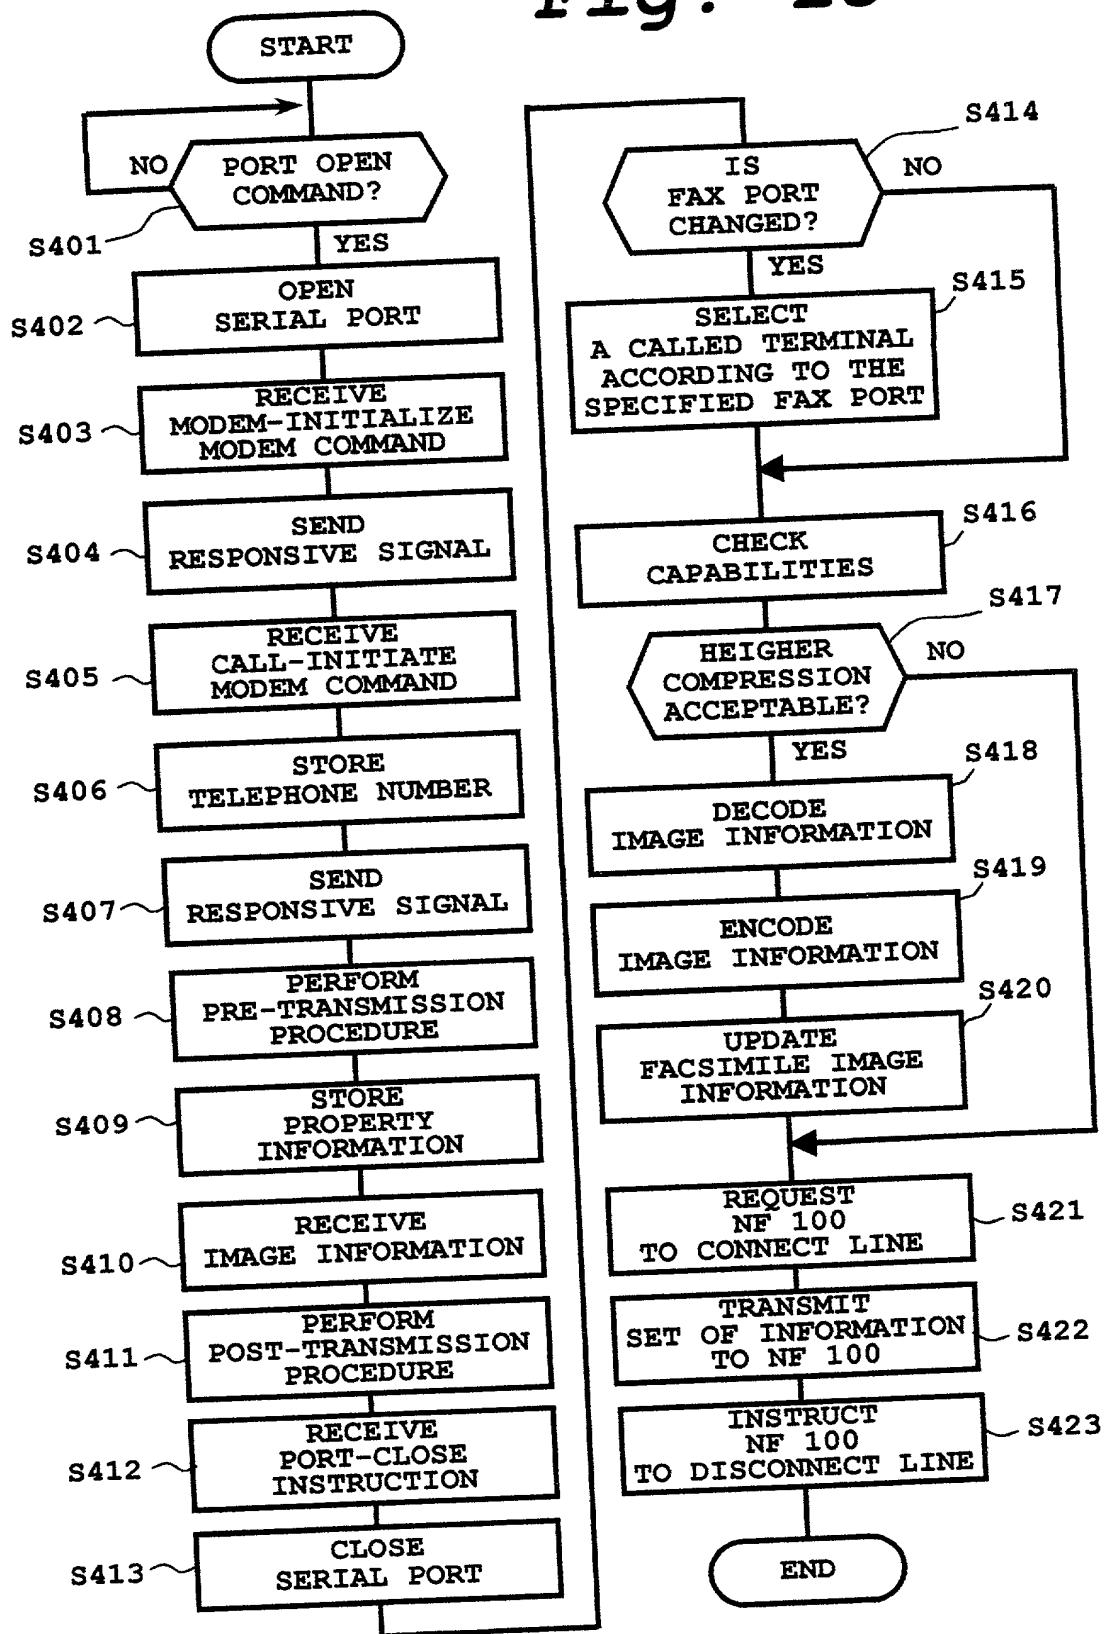 START
NO
PORT OPEN
COMMAND?
S401
YES
OPEN
SERIAL PORT
S402
RECEIVE
MODEM-INITIALIZE
MODEM COMMAND
S403
SEND
RESPONSIVE SIGNAL
S404
RECEIVE
CALL-INITIATE
MODEM COMMAND
S405
STORE
TELEPHONE NUMBER
S406
SEND
RESPONSIVE SIGNAL
S407
PERFORM
PRE-TRANSMISSION
PROCEDURE
S408
STORE
PROPERTY
INFORMATION
S409
RECEIVE
IMAGE INFORMATION
S410
PERFORM
POST-TRANSMISSION
PROCEDURE
S411
RECEIVE
PORT-CLOSE
INSTRUCTION
S412
CLOSE
SERIAL PORT
S413
S414
IS
FAX PORT
CHANGED?
NO
YES
S415
SELECT
A CALLED TERMINAL
ACCORDING TO THE
SPECIFIED FAX PORT
S416
CHECK
CAPABILITIES
S417
HEIGHER
COMPRESSION
ACCEPTABLE?
NO
YES
S418
DECODE
IMAGE INFORMATION
S419
ENCODE
IMAGE INFORMATION
S420
UPDATE
FACSIMILE IMAGE
INFORMATION
REQUEST
NF 100
TO CONNECT LINE
S421
TRANSMIT
SET OF INFORMATION
TO NF 100
S422
INSTRUCT
NF 100
TO DISCONNECT LINE
S423
END